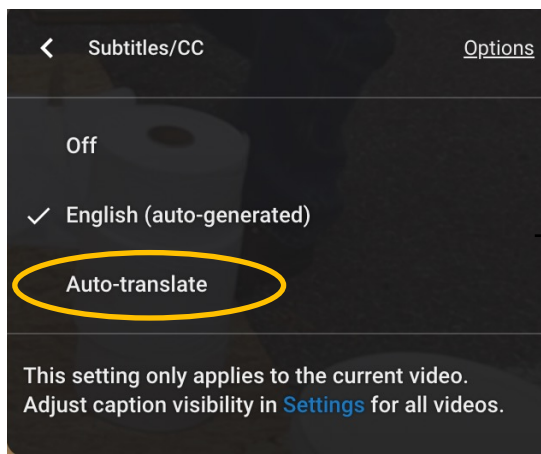 Subtitles/CC Options
Off
English (auto-generated)
Auto-translate
This setting only applies to the current video.
Adjust caption visibility in Settings for all videos.